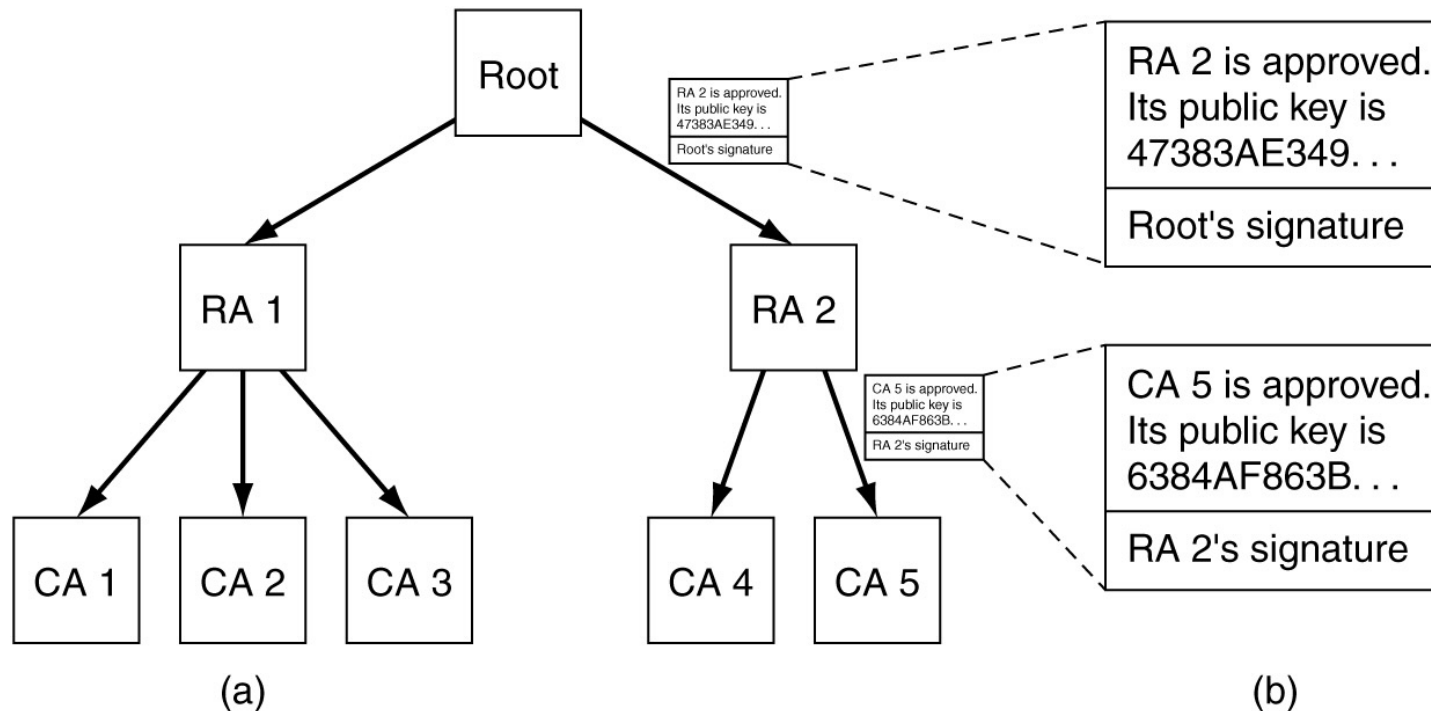 Root
RA 2 is approved.
Its public key is
47383AE349. . .
Root's signature
RA 2 is approved.
Its public key is
47383AE349. . .
Root's signature
RA 1
RA 2
CA 5 is approved.
Its public key is
6384AF863B. . .
RA 2's signature
CA 5 is approved.
Its public key is
6384AF863B. . .
RA 2's signature
CA 1
CA 2
CA 3
CA 4
CA 5
(a)
(b)